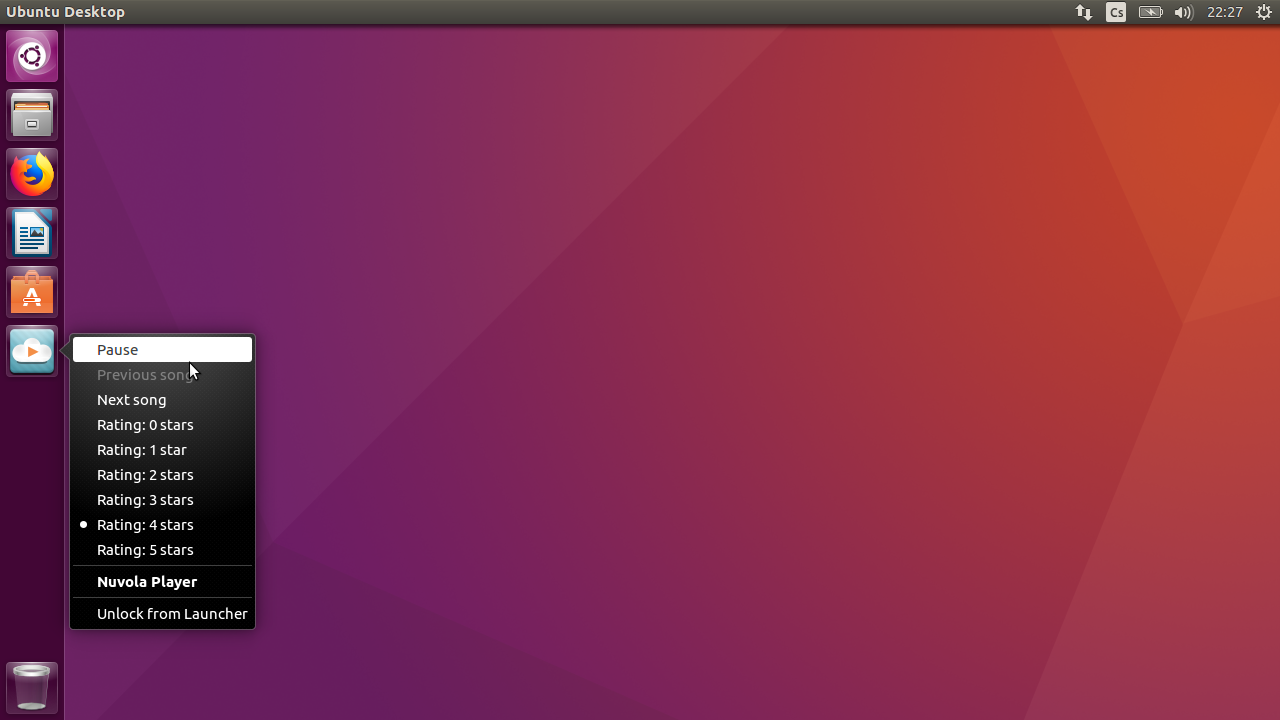 Ubuntu Desktop
Cs
22:27
Pause
Previous song
Next song
Rating: 0 stars
Rating: 1 star
Rating: 2 stars
Rating: 3 stars
Rating: 4 stars
Rating: 5 stars
Nuvola Player
Unlock from Launcher